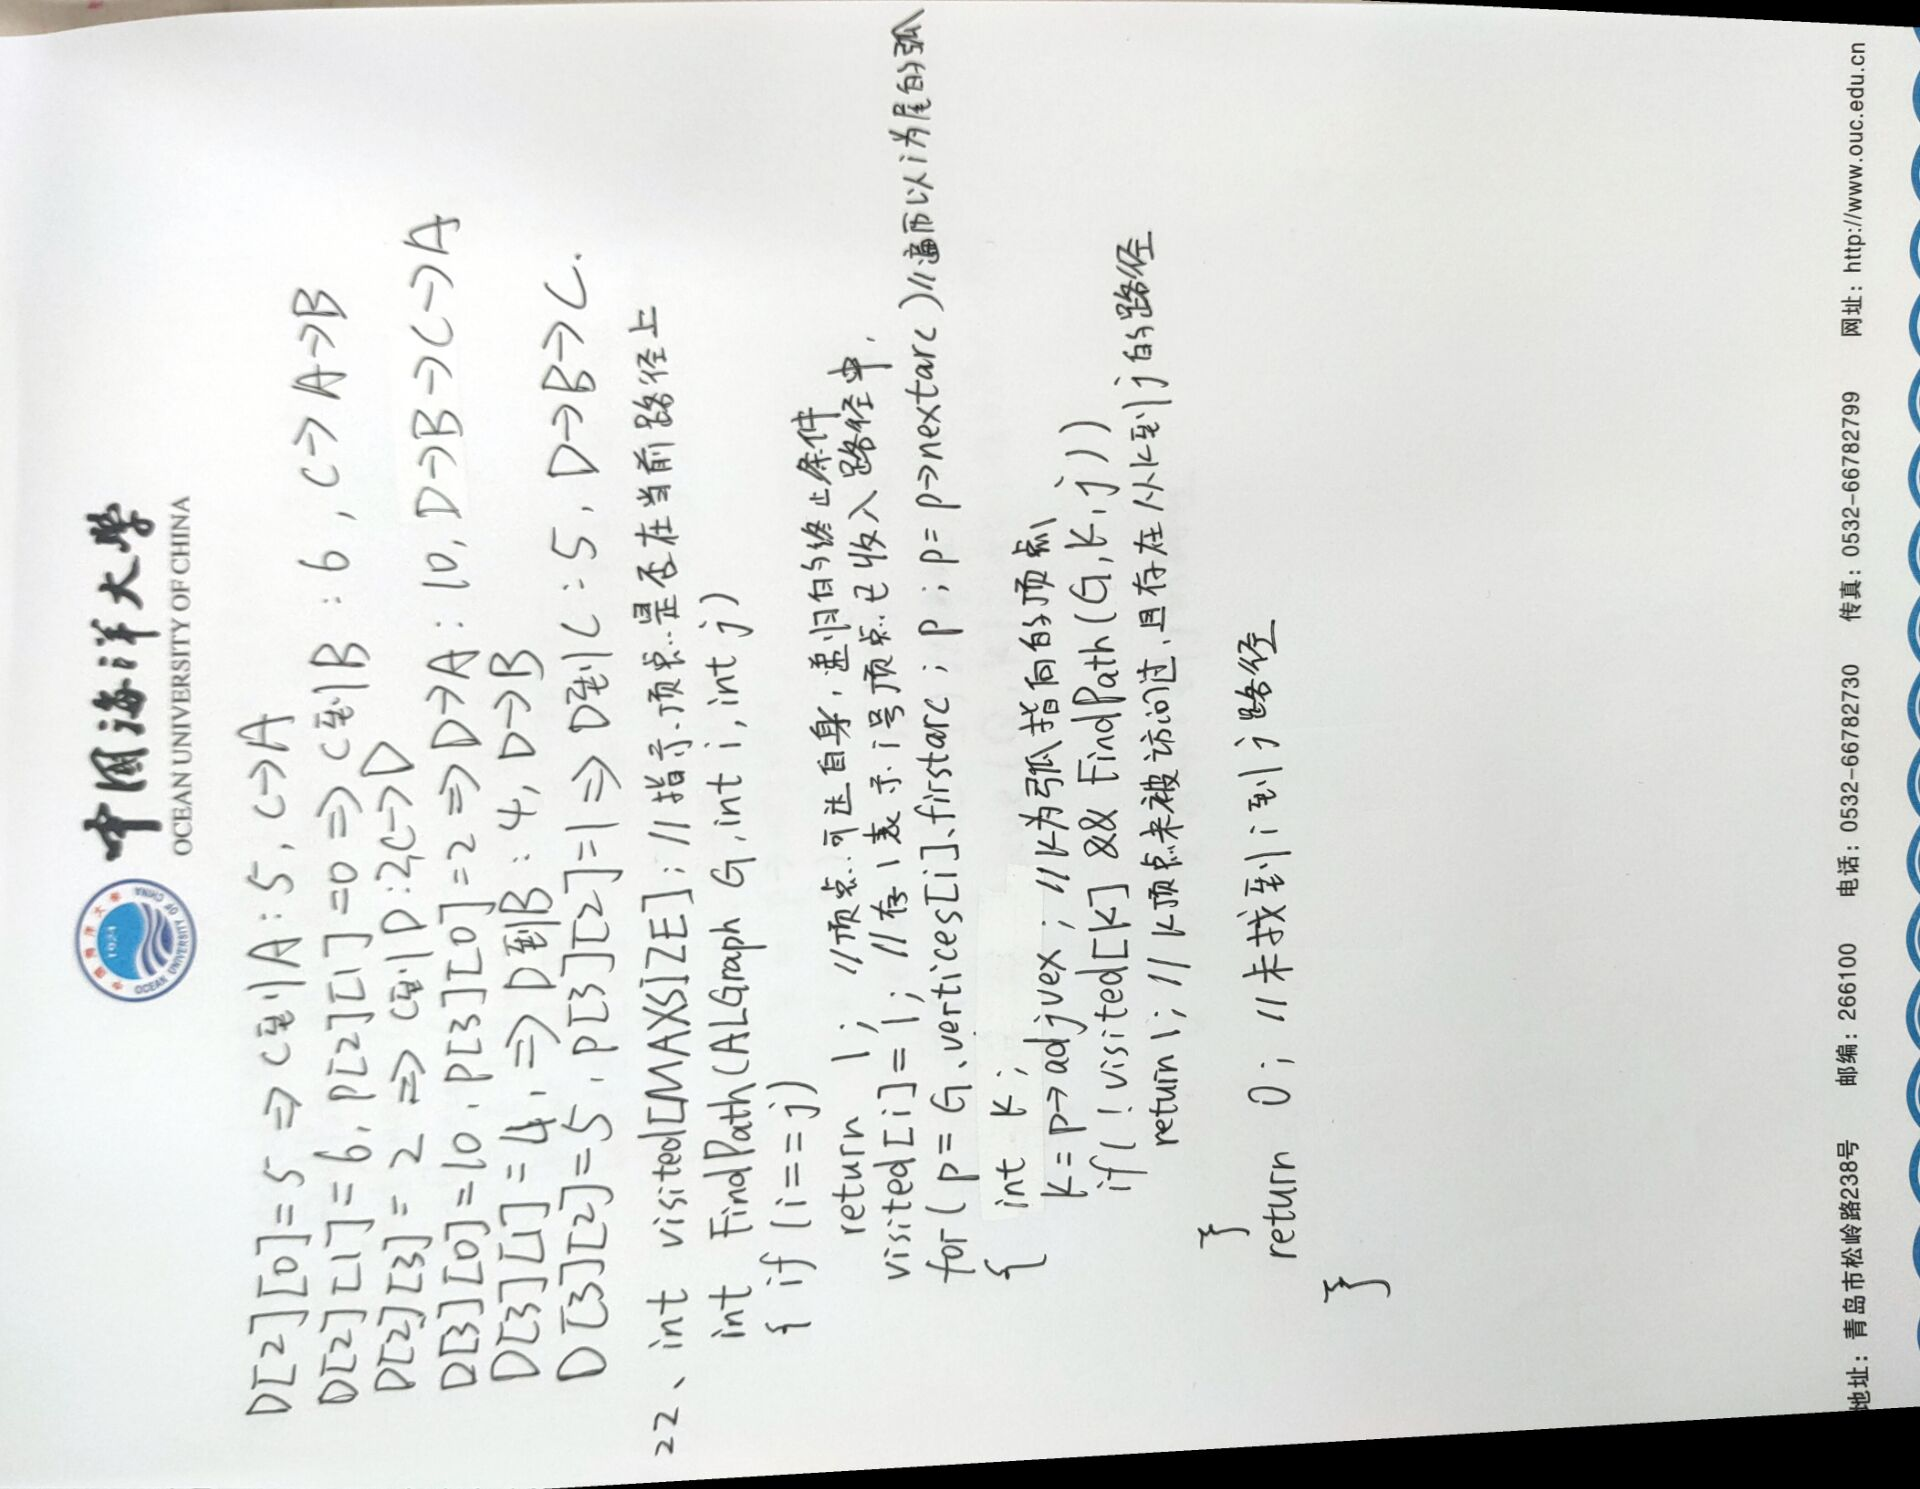 中国海洋大学
OCEAN UNIVERSITY OF CHINA
D[2][0]=5 ⇒ C到A:5, C→A
D[2][1]=6, P[2][1]=0 ⇒ C到B:6, C→A→B
D[2][3]=2 ⇒ C到D:2,C→D
D[3][0]=10, P[3][0]=2 ⇒ D→A:10, D→B→C→A
D[3][1]=4, ⇒ D到B:4, D→B
D[3][2]=5, P[3][2]=1 ⇒ D到C:5, D→B→C.
22、int visited[MAXSIZE]; //指示顶点是否在当前路径上
int FindPath(ALGraph G,int i,int j)
{ if (i==j)
return 1; //顶点可达自身,递归的终止条件
visited[i]=1; //存1表示i号顶点已收入路径中,
for(p=G.vertices[i].firstarc;p;p=p→nextarc)//遍历以i为尾的弧
{ int k;
k=p→adjvex; //k为弧指向的顶点
if(!visited[k] && FindPath(G,k,j))
return 1; //k顶点未被访问过,且存在从k到j的路径
}
return 0; //未找到i到j路径
}
地址: 青岛市松岭路238号 邮编: 266100 电话: 0532-66782730 传真: 0532-66782799 网址: http://www.ouc.edu.cn